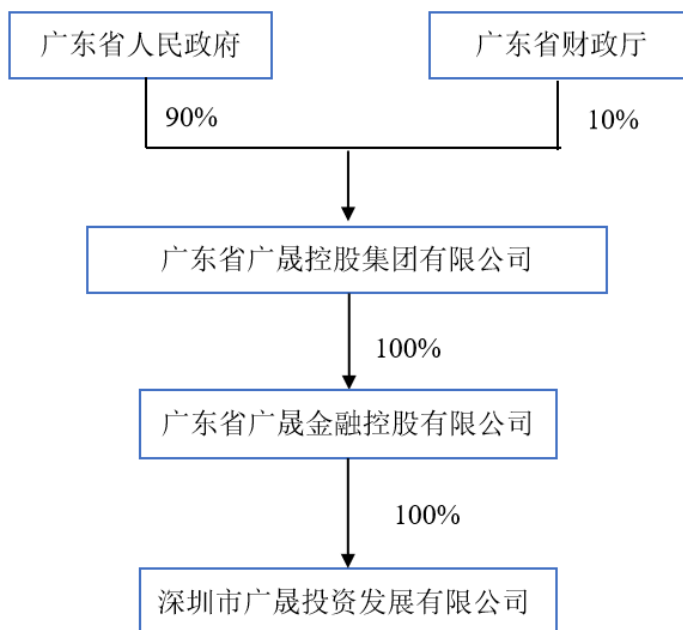 广东省人民政府
广东省财政厅
90%
10%
广东省广晟控股集团有限公司
100%
广东省广晟金融控股有限公司
100%
深圳市广晟投资发展有限公司